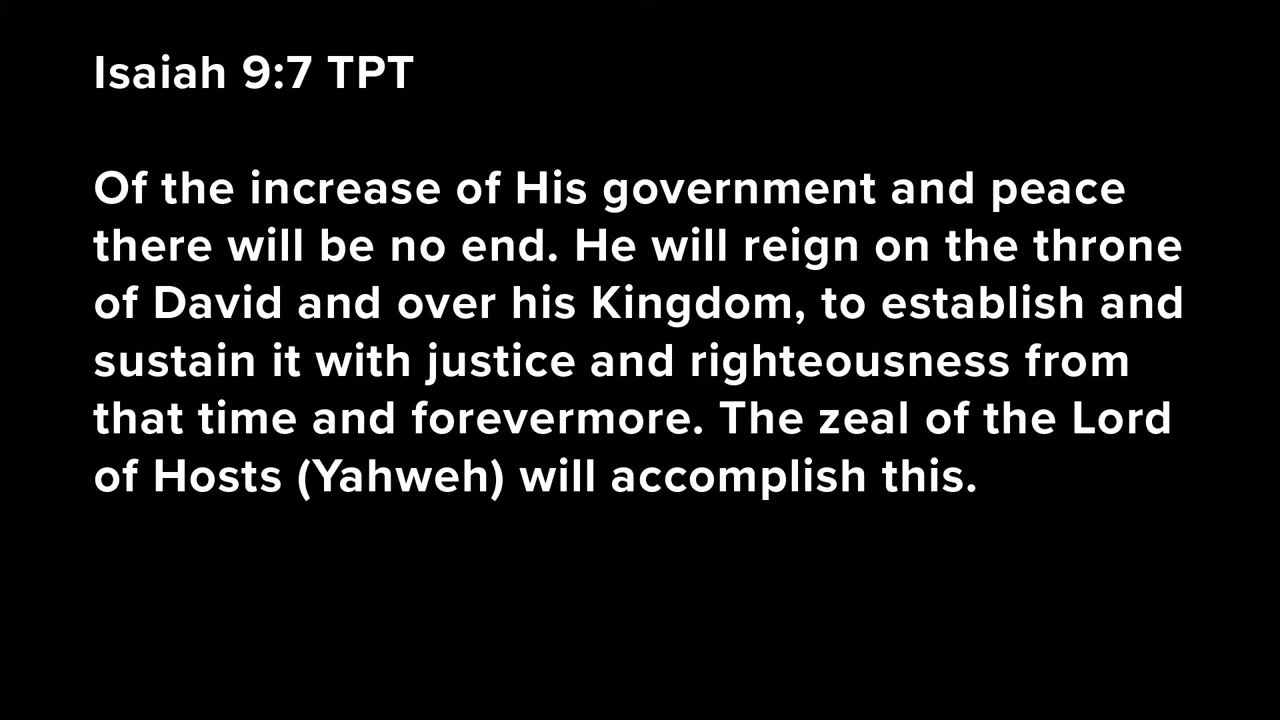 Isaiah 9:7 TPT
Of the increase of His government and peace
there will be no end. He will reign on the throne
of David and over his Kingdom, to establish and
sustain it with justice and righteousness from
that time and forevermore. The zeal of the Lord
of Hosts (Yahweh) will accomplish this.